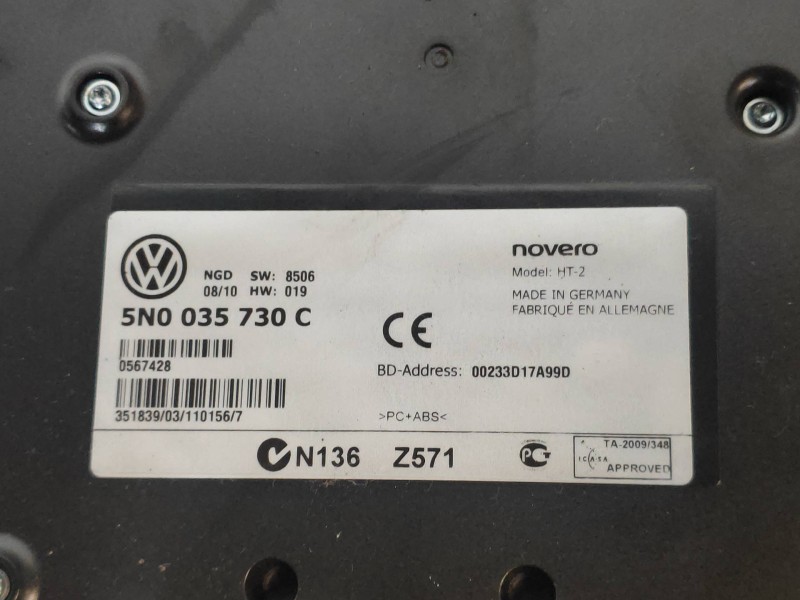 NGD SW: 8506
08/10 HW: 019
5N0 035 730 C
0567428
351839/03/110156/7
novero
Model: HT-2
MADE IN GERMANY
FABRIQUÉ EN ALLEMAGNE
CE
BD-Address: 00233D17A99D
>PC+ABS<
N136 Z571
TA-2009/348
I.C.A.S.A
APPROVED